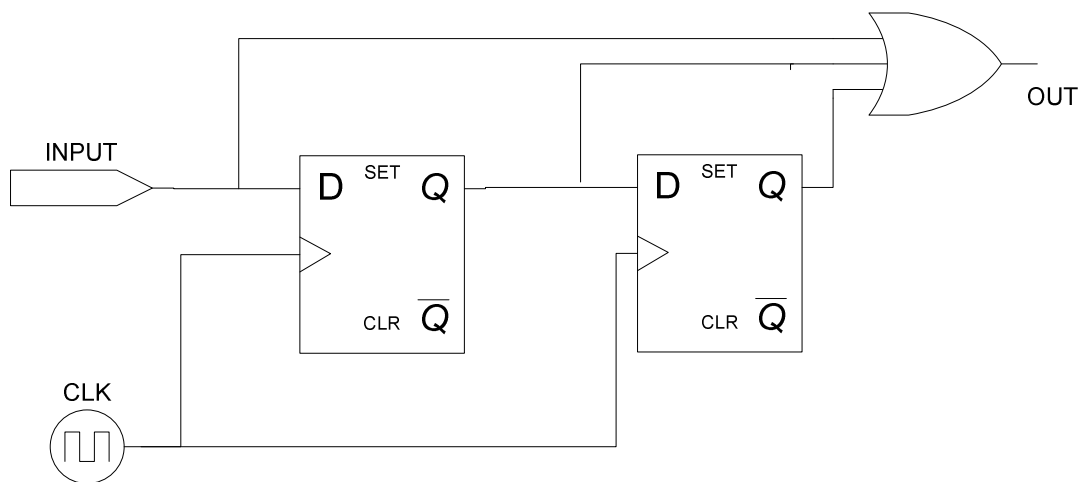 OUT
INPUT
D SET Q
CLR Q̅
D SET Q
CLR Q̅
CLK